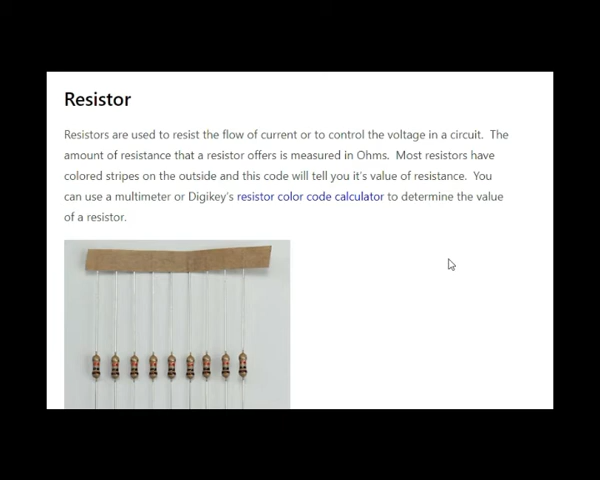 Resistor
Resistors are used to resist the flow of current or to control the voltage in a circuit. The
amount of resistance that a resistor offers is measured in Ohms. Most resistors have
colored stripes on the outside and this code will tell you it's value of resistance. You
can use a multimeter or Digikey's resistor color code calculator to determine the value
of a resistor.